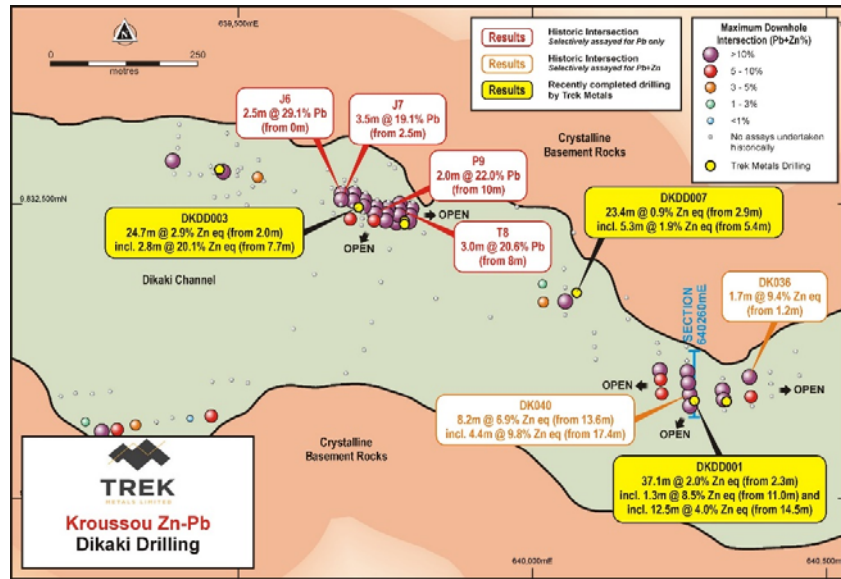 639,500mE
N
0 250
metres
Results Historic Intersection
Selectively assayed for Pb only
Results Historic Intersection
Selectively assayed for Pb+Zn
Results Recently completed drilling
by Trek Metals
Maximum Downhole
Intersection (Pb+Zn%)
>10%
5 - 10%
3 - 5%
1 - 3%
<1%
No assays undertaken
historically
Trek Metals Drilling
J6
2.5m @ 29.1% Pb
(from 0m)
J7
3.5m @ 19.1% Pb
(from 2.5m)
Crystalline
Basement Rocks
P9
2.0m @ 22.0% Pb
(from 10m)
9,832,500mN
DKDD003
24.7m @ 2.9% Zn eq (from 2.0m)
incl. 2.8m @ 20.1% Zn eq (from 7.7m)
OPEN
OPEN
T8
3.0m @ 20.6% Pb
(from 8m)
DKDD007
23.4m @ 0.9% Zn eq (from 2.9m)
incl. 5.3m @ 1.9% Zn eq (from 5.4m)
Dikaki Channel
SECTION
640260mE
DK036
1.7m @ 9.4% Zn eq
(from 1.2m)
OPEN
OPEN
DK040
8.2m @ 6.9% Zn eq (from 13.6m)
incl. 4.4m @ 9.8% Zn eq (from 17.4m)
OPEN
Crystalline
Basement Rocks
DKDD001
37.1m @ 2.0% Zn eq (from 2.3m)
incl. 1.3m @ 8.5% Zn eq (from 11.0m) and
incl. 12.5m @ 4.0% Zn eq (from 14.5m)
TREK
METALS LIMITED
Kroussou Zn-Pb
Dikaki Drilling
640,000mE
640,500mE